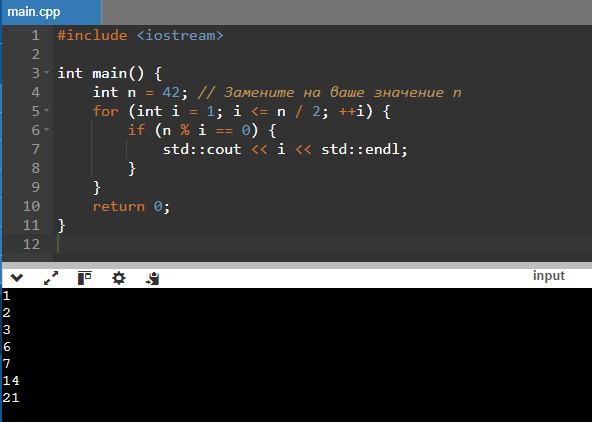 main.cpp
1 #include <iostream>
2
3 int main() {
4     int n = 42; // Замените на ваше значение n
5     for (int i = 1; i <= n / 2; ++i) {
6         if (n % i == 0) {
7             std::cout << i << std::endl;
8         }
9     }
10     return 0;
11 }
12
input
1
2
3
6
7
14
21